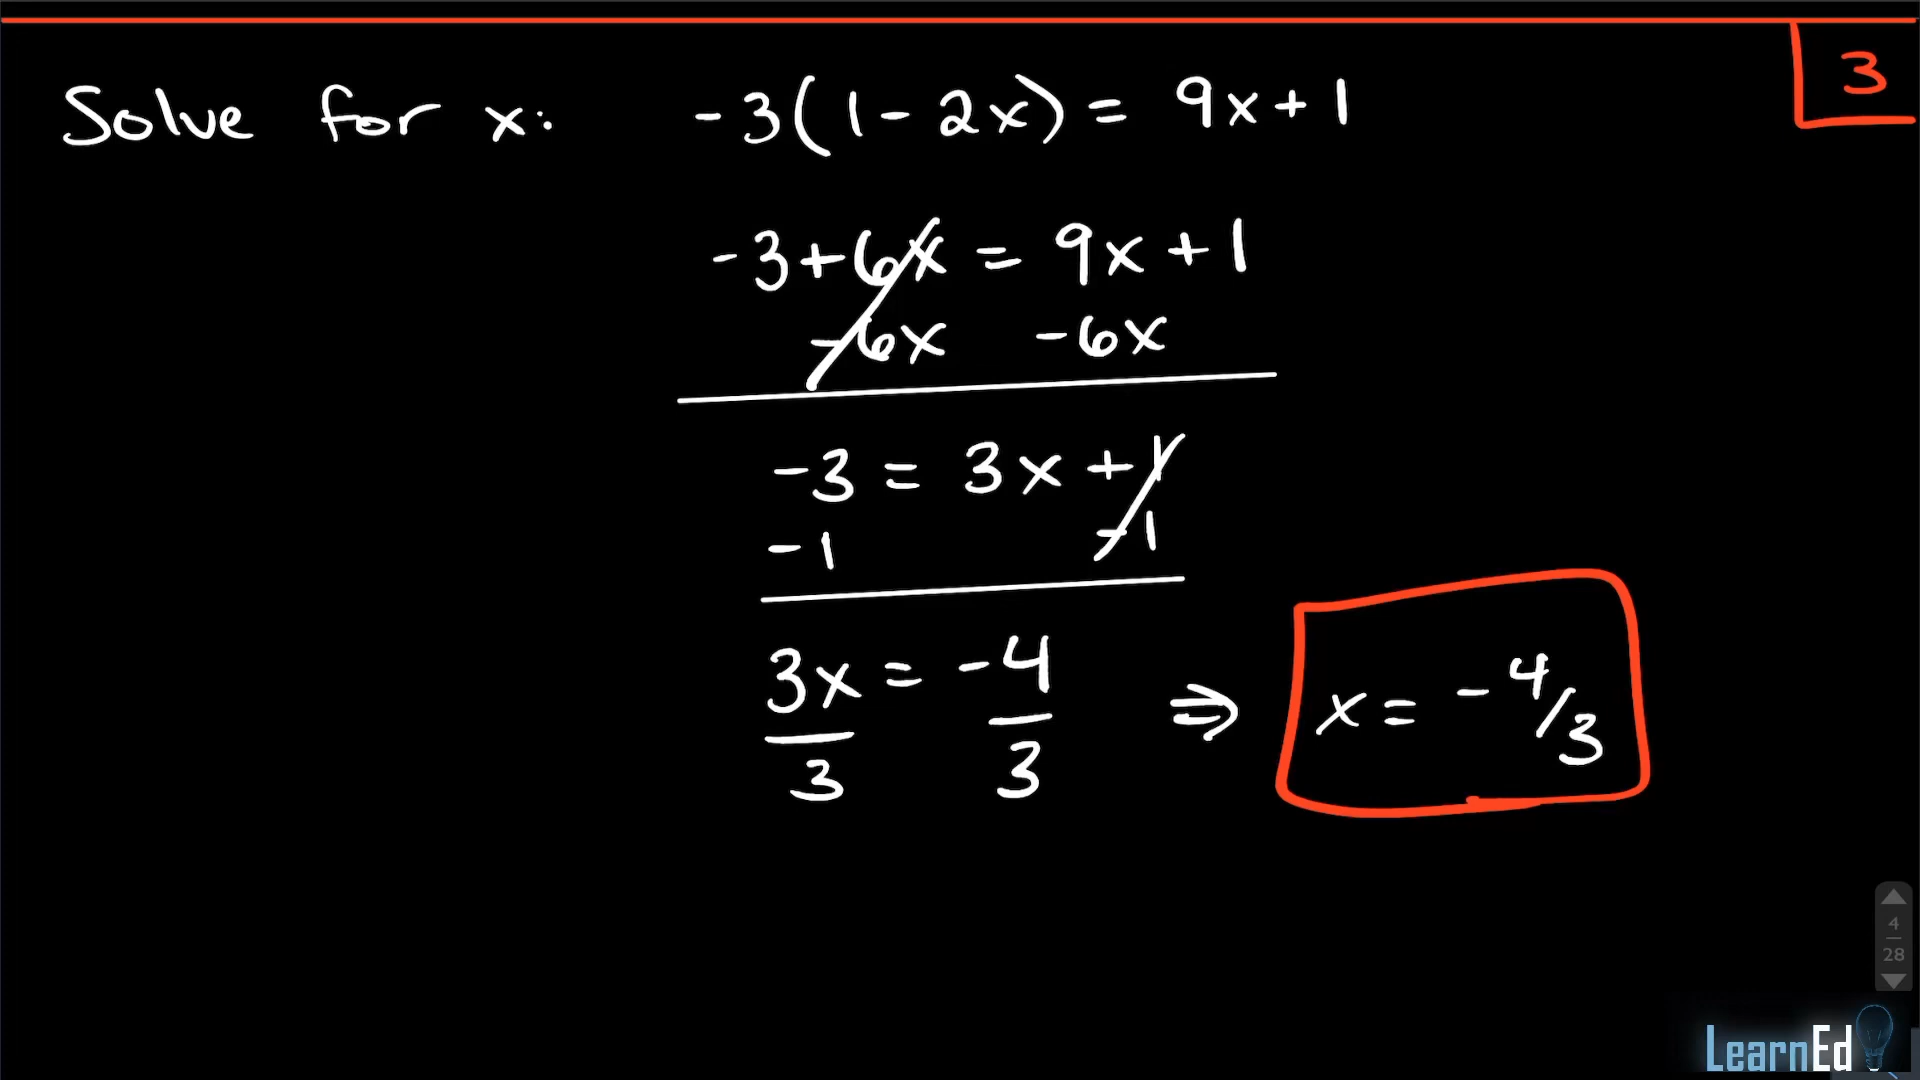 3
Solve for x: -3(1-2x) = 9x+1
-3+6x = 9x+1
-6x -6x
-3 = 3x+1
-1 -1
3x = -4 ⇒ x = -4/3
3 3
4
28
LearnEd